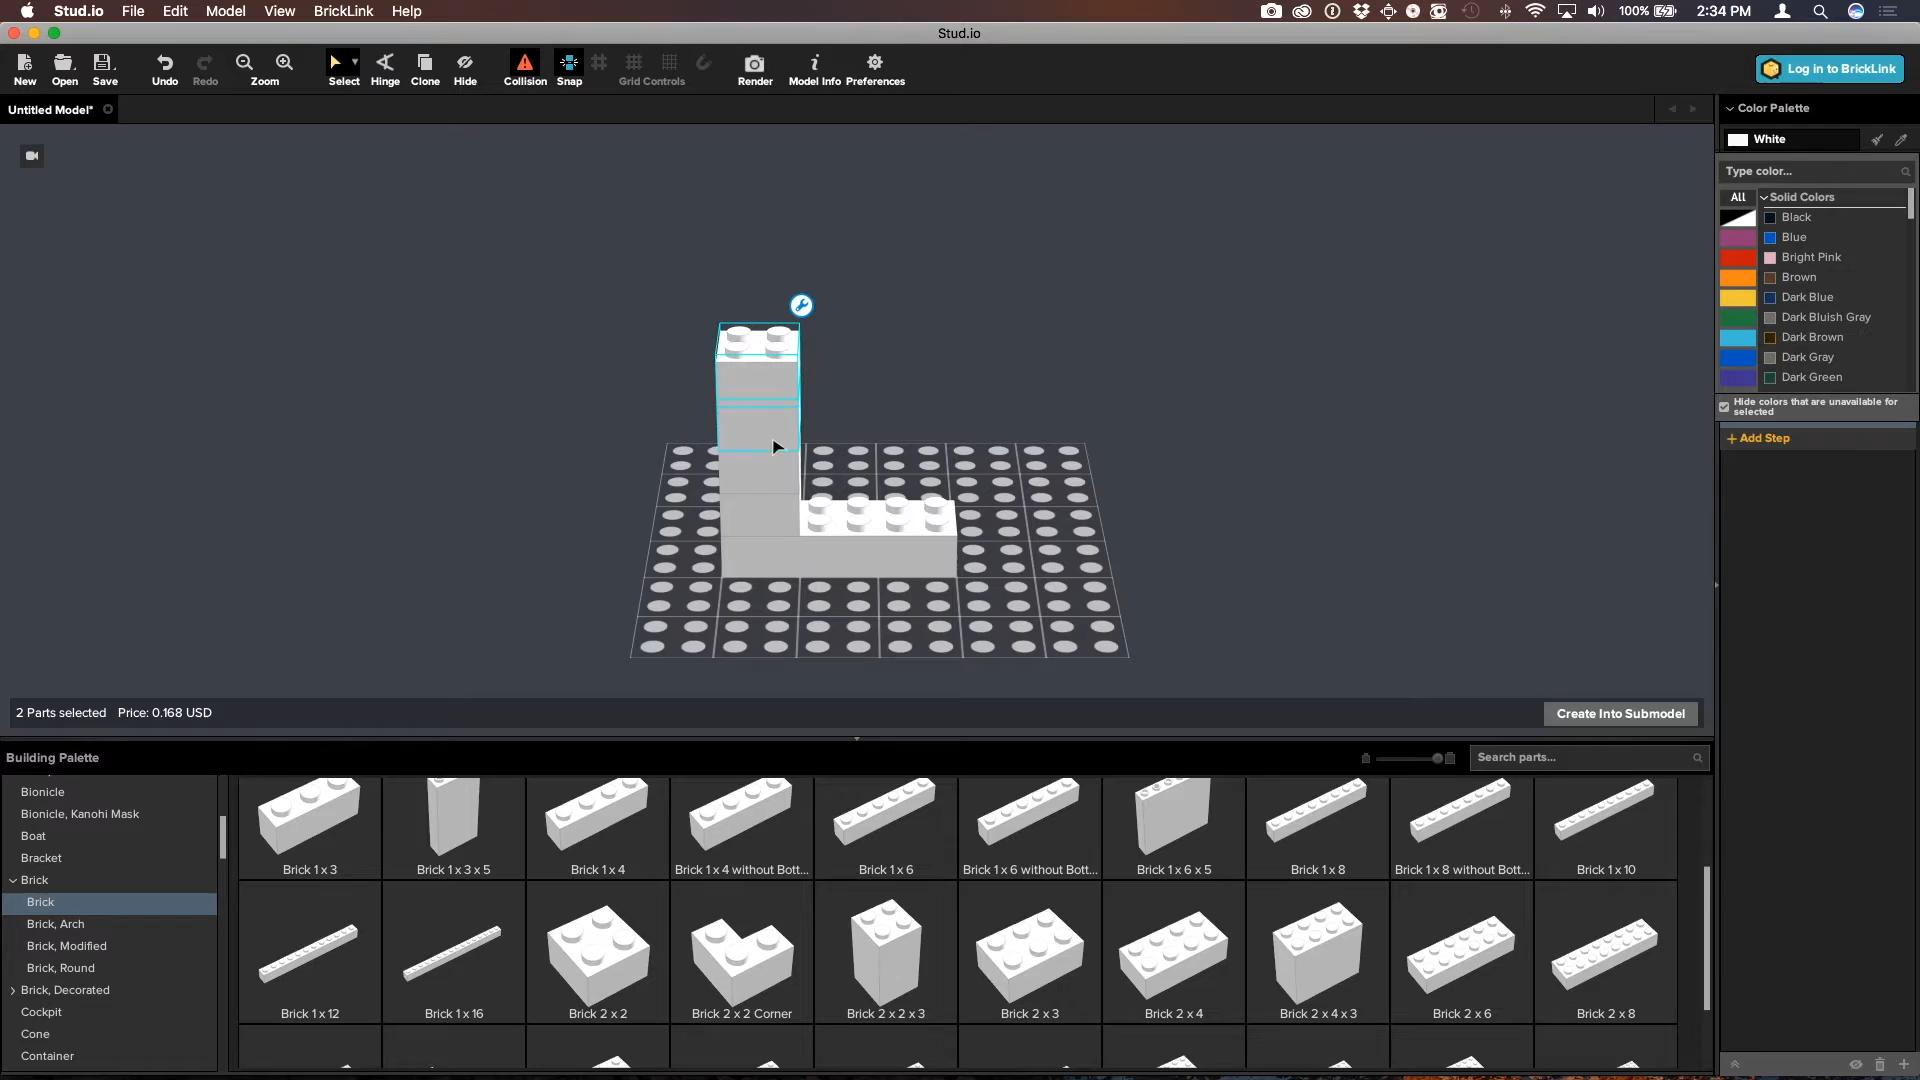 Stud.io File Edit Model View BrickLink Help 100% 2:34 PM
Stud.io
New Open Save Undo Redo Zoom Select Hinge Clone Hide Collision Snap Grid Controls Render Model Info Preferences Log in to BrickLink
Untitled Model*
Color Palette
White
Type color...
All Solid Colors
Black
Blue
Bright Pink
Brown
Dark Blue
Dark Bluish Gray
Dark Brown
Dark Gray
Dark Green
Hide colors that are unavailable for
selected
+ Add Step
2 Parts selected Price: 0.168 USD Create Into Submodel
Building Palette Search parts...
Bionicle
Bionicle, Kanohi Mask
Boat
Bracket
Brick
Brick
Brick, Arch
Brick, Modified
Brick, Round
Brick, Decorated
Cockpit
Cone
Container
Brick 1 x 3 Brick 1 x 3 x 5 Brick 1 x 4 Brick 1 x 4 without Bott... Brick 1 x 6 Brick 1 x 6 without Bott... Brick 1 x 6 x 5 Brick 1 x 8 Brick 1 x 8 without Bott... Brick 1 x 10
Brick 1 x 12 Brick 1 x 16 Brick 2 x 2 Brick 2 x 2 Corner Brick 2 x 2 x 3 Brick 2 x 3 Brick 2 x 4 Brick 2 x 4 x 3 Brick 2 x 6 Brick 2 x 8